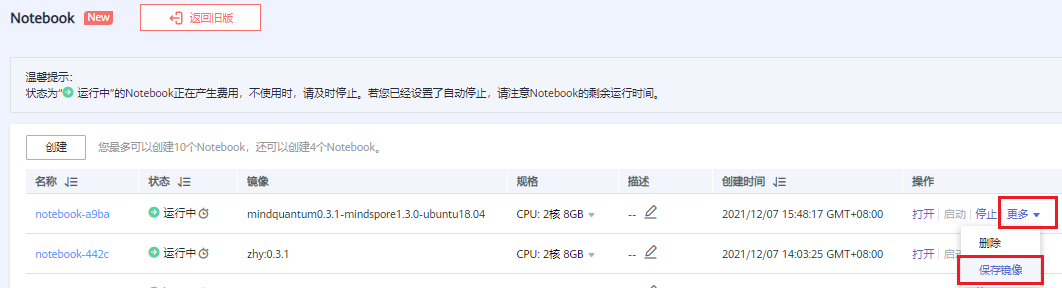 Notebook New 返回旧版
温馨提示:
状态为“运行中”的Notebook正在产生费用，不使用时，请及时停止。若您已经设置了自动停止，请注意Notebook的剩余运行时间。
创建 您最多可以创建10个Notebook，还可以创建4个Notebook。
名称 状态 镜像 规格 描述 创建时间 操作
notebook-a9ba 运行中 mindquantum0.3.1-mindspore1.3.0-ubuntu18.04 CPU: 2核 8GB -- 2021/12/07 15:48:17 GMT+08:00 打开 | 启动 | 停止 更多
删除
notebook-442c 运行中 zhy:0.3.1 CPU: 2核 8GB -- 2021/12/07 14:03:25 GMT+08:00 打开 | 启动
保存镜像